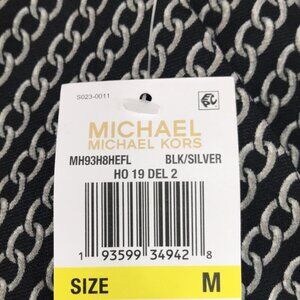 S023-0011
MICHAEL
MICHAEL KORS
MH93H8HEFL BLK/SILVER
HO 19 DEL 2
1 93599 34942 8
SIZE M